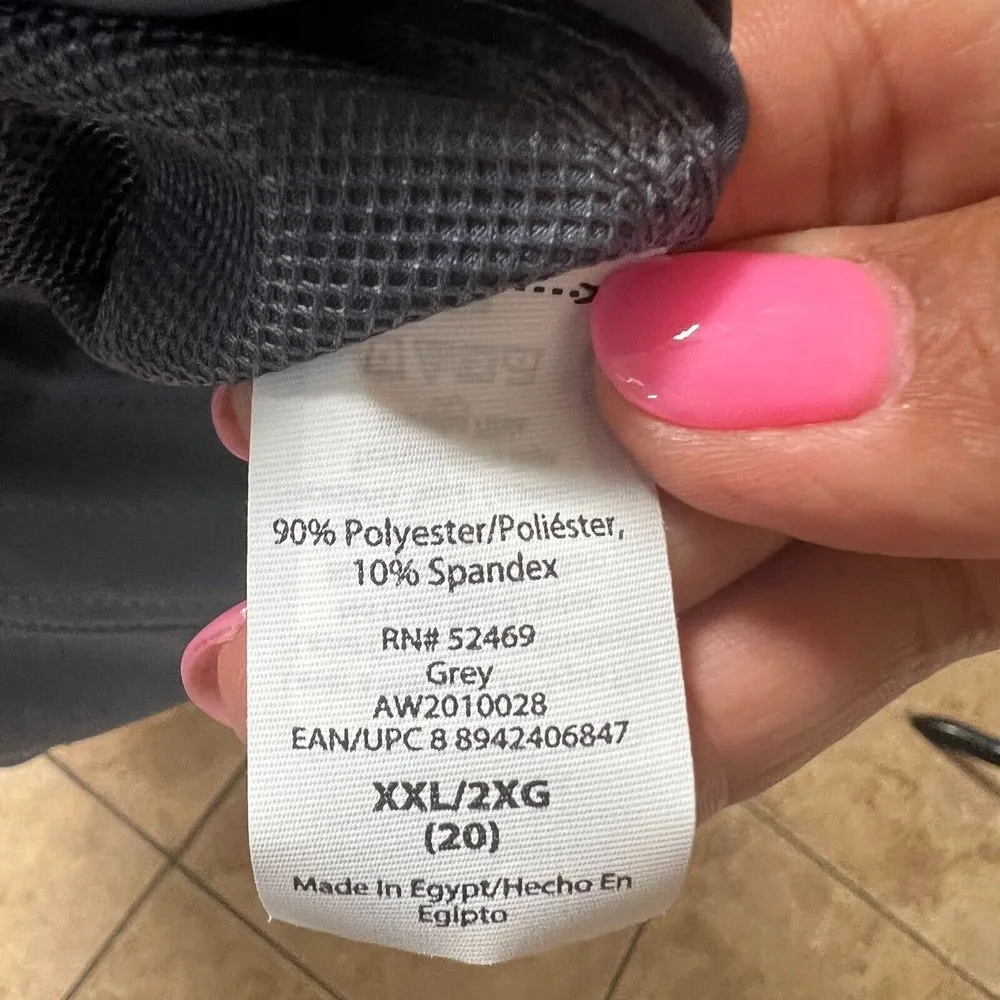 90% Polyester/Poliéster,
10% Spandex
RN# 52469
Grey
AW2010028
EAN/UPC 8 8942406847
XXL/2XG
(20)
Made In Egypt/Hecho En
Egipto